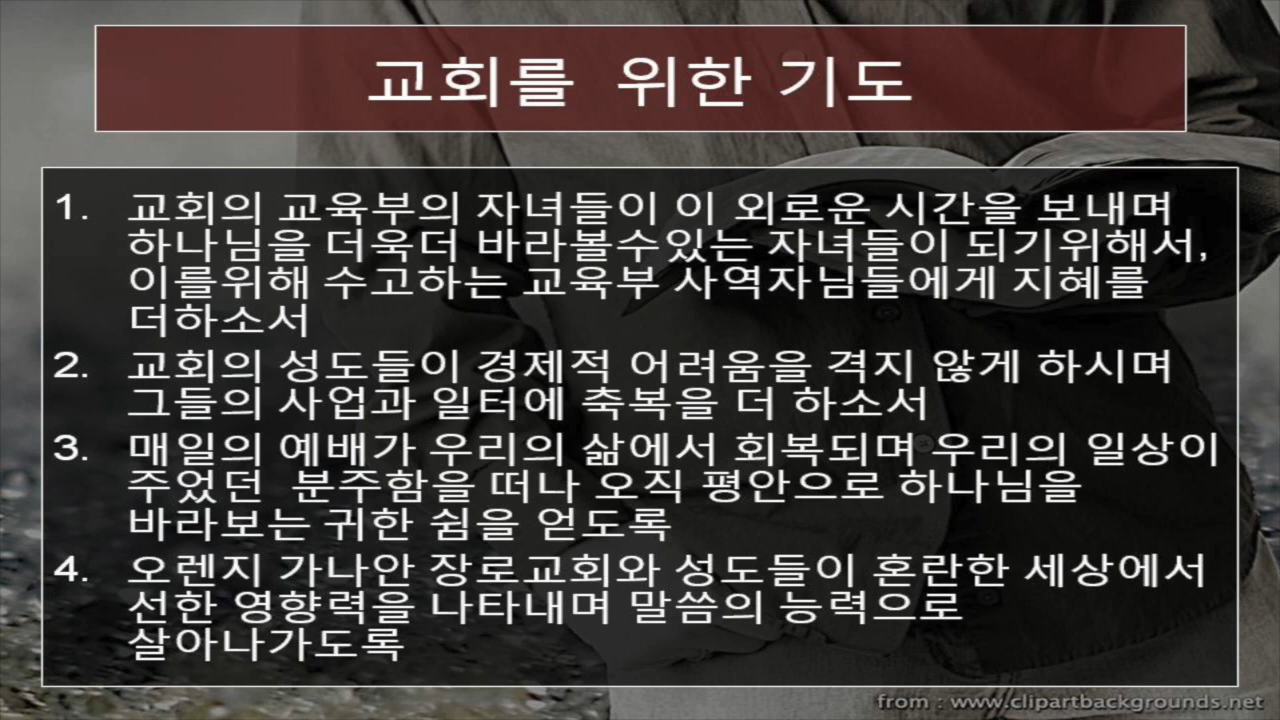 교회를 위한 기도
1. 교회의 교육부의 자녀들이 이 외로운 시간을 보내며
하나님을 더욱더 바라볼수있는 자녀들이 되기위해서,
이를위해 수고하는 교육부 사역자님들에게 지혜를
더하소서
2. 교회의 성도들이 경제적 어려움을 격지 않게 하시며
그들의 사업과 일터에 축복을 더 하소서
3. 매일의 예배가 우리의 삶에서 회복되며 우리의 일상이
주었던 분주함을 떠나 오직 평안으로 하나님을
바라보는 귀한 쉼을 얻도록
4. 오렌지 가나안 장로교회와 성도들이 혼란한 세상에서
선한 영향력을 나타내며 말씀의 능력으로
살아나가도록
from : www.clipartbackgrounds.net